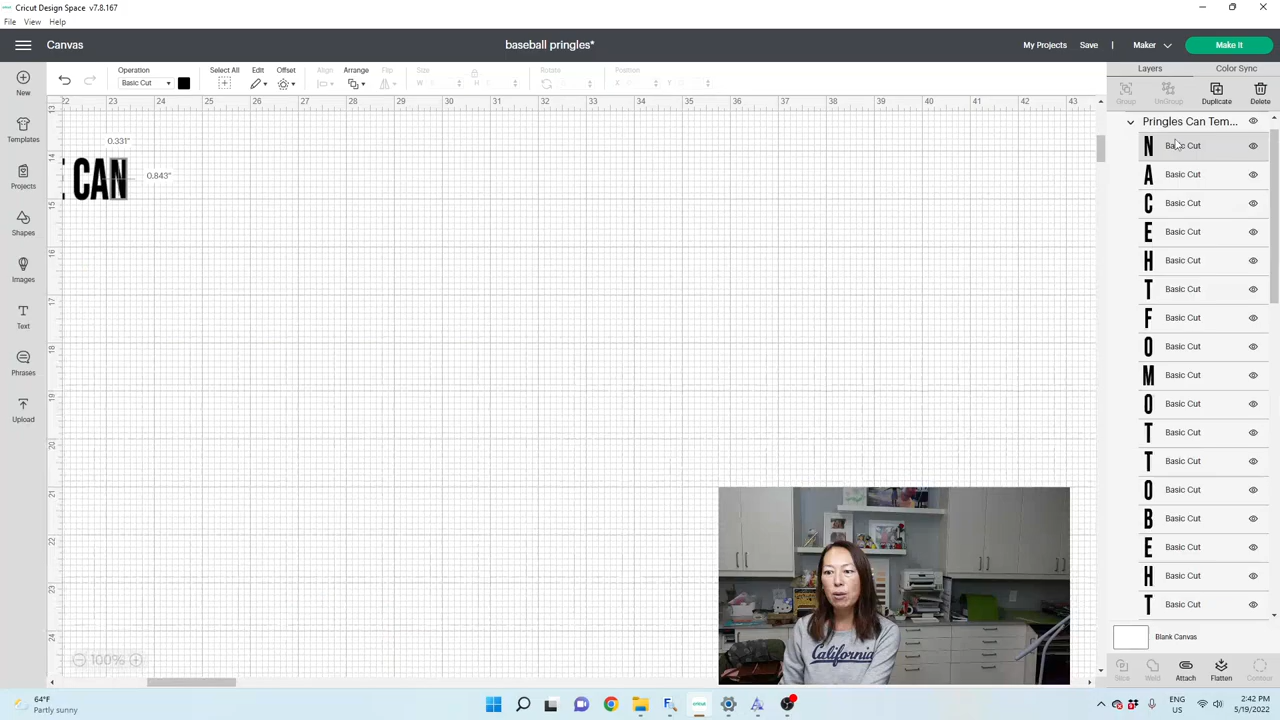 Cricut Design Space v7.8.167
File View Help
Canvas
baseball pringles*
My Projects Save | Maker Make It
New
Templates
Projects
Shapes
Images
Text
Phrases
Upload
Operation
Basic Cut
Select All
Edit
Offset
Align
Arrange
Flip
Size
W
H
Rotate
Position
X
Y
Layers Color Sync
Group UnGroup Duplicate Delete
22 23 24 25 26 27 28 29 30 31 32 33 34 35 36 37 38 39 40 41 42 43
13
14
15
16
17
18
19
20
21
22
23
24
0.331"
0.843"
CAN
Pringles Can Tem...
N Basic Cut
A Basic Cut
C Basic Cut
E Basic Cut
H Basic Cut
T Basic Cut
F Basic Cut
O Basic Cut
M Basic Cut
O Basic Cut
T Basic Cut
T Basic Cut
O Basic Cut
B Basic Cut
E Basic Cut
H Basic Cut
T Basic Cut
Blank Canvas
Slice Weld Attach Flatten Contour
100%
California
64°F
Partly sunny
cricut
ENG
US
2:42 PM
5/19/2022